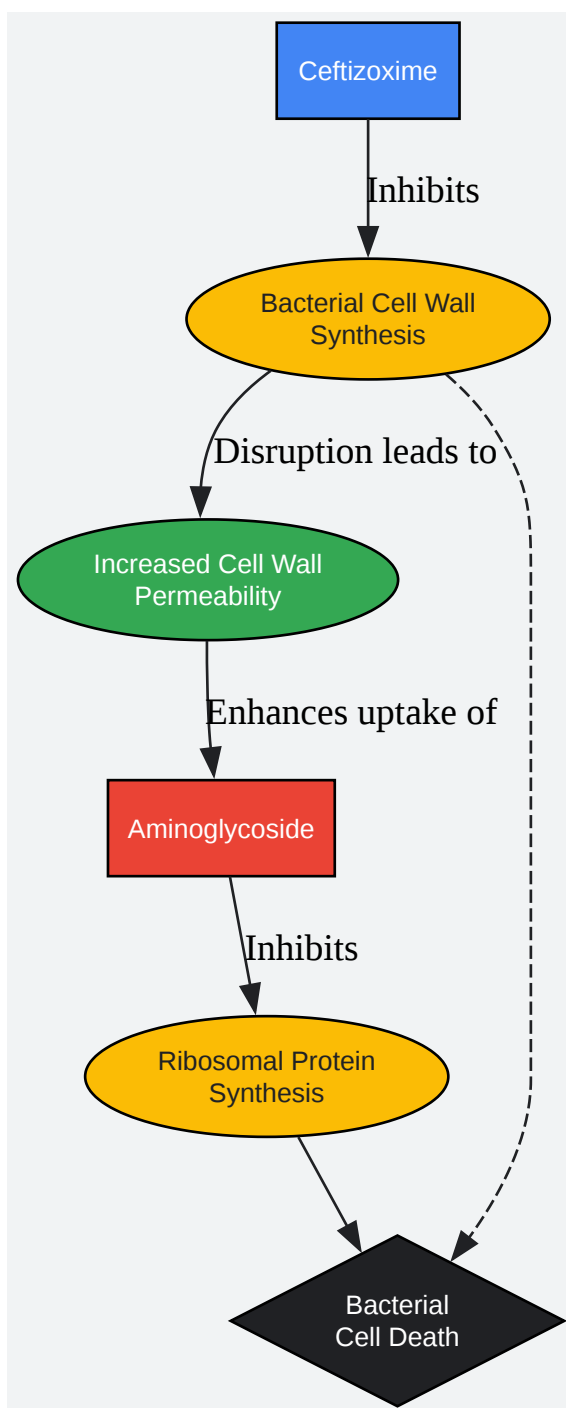 Ceftizoxime
Inhibits
Bacterial Cell Wall
Synthesis
Disruption leads to
Increased Cell Wall
Permeability
Enhances uptake of
Aminoglycoside
Inhibits
Ribosomal Protein
Synthesis
Bacterial
Cell Death